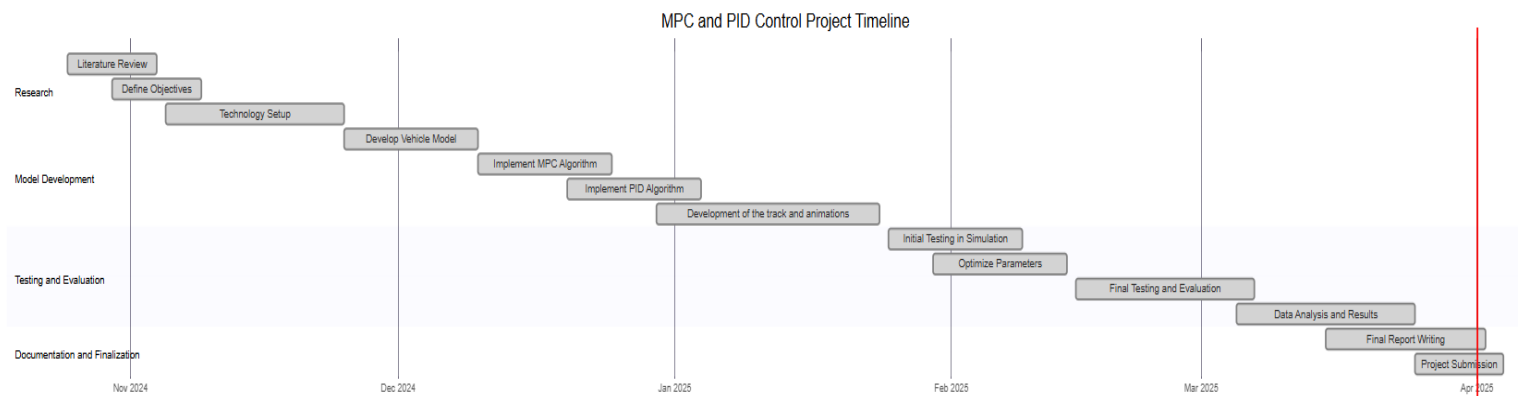 MPC and PID Control Project Timeline
Literature Review
Define Objectives
Research
Technology Setup
Develop Vehicle Model
Implement MPC Algorithm
Model Development
Implement PID Algorithm
Development of the track and animations
Initial Testing in Simulation
Optimize Parameters
Testing and Evaluation
Final Testing and Evaluation
Data Analysis and Results
Final Report Writing
Documentation and Finalization
Project Submission
Nov 2024 Dec 2024 Jan 2025 Feb 2025 Mar 2025 Apr 2025